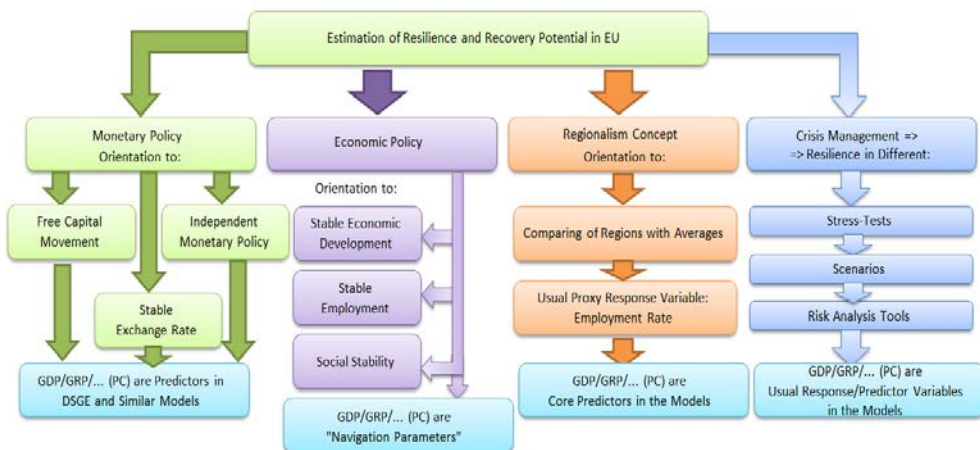 Estimation of Resilience and Recovery Potential in EU
Monetary Policy
Orientation to:
Free Capital
Movement
Independent
Monetary Policy
Stable
Exchange Rate
GDP/GRP/... (PC) are Predictors in
DSGE and Similar Models
Economic Policy
Orientation to:
Stable Economic
Development
Stable
Employment
Social Stability
GDP/GRP/... (PC) are
"Navigation Parameters"
Regionalism Concept
Orientation to:
Comparing of Regions with Averages
Usual Proxy Response Variable:
Employment Rate
GDP/GRP/... (PC) are
Core Predictors in the Models
Crisis Management =>
=> Resilience in Different:
Stress-Tests
Scenarios
Risk Analysis Tools
GDP/GRP/... (PC) are
Usual Response/Predictor Variables
in the Models